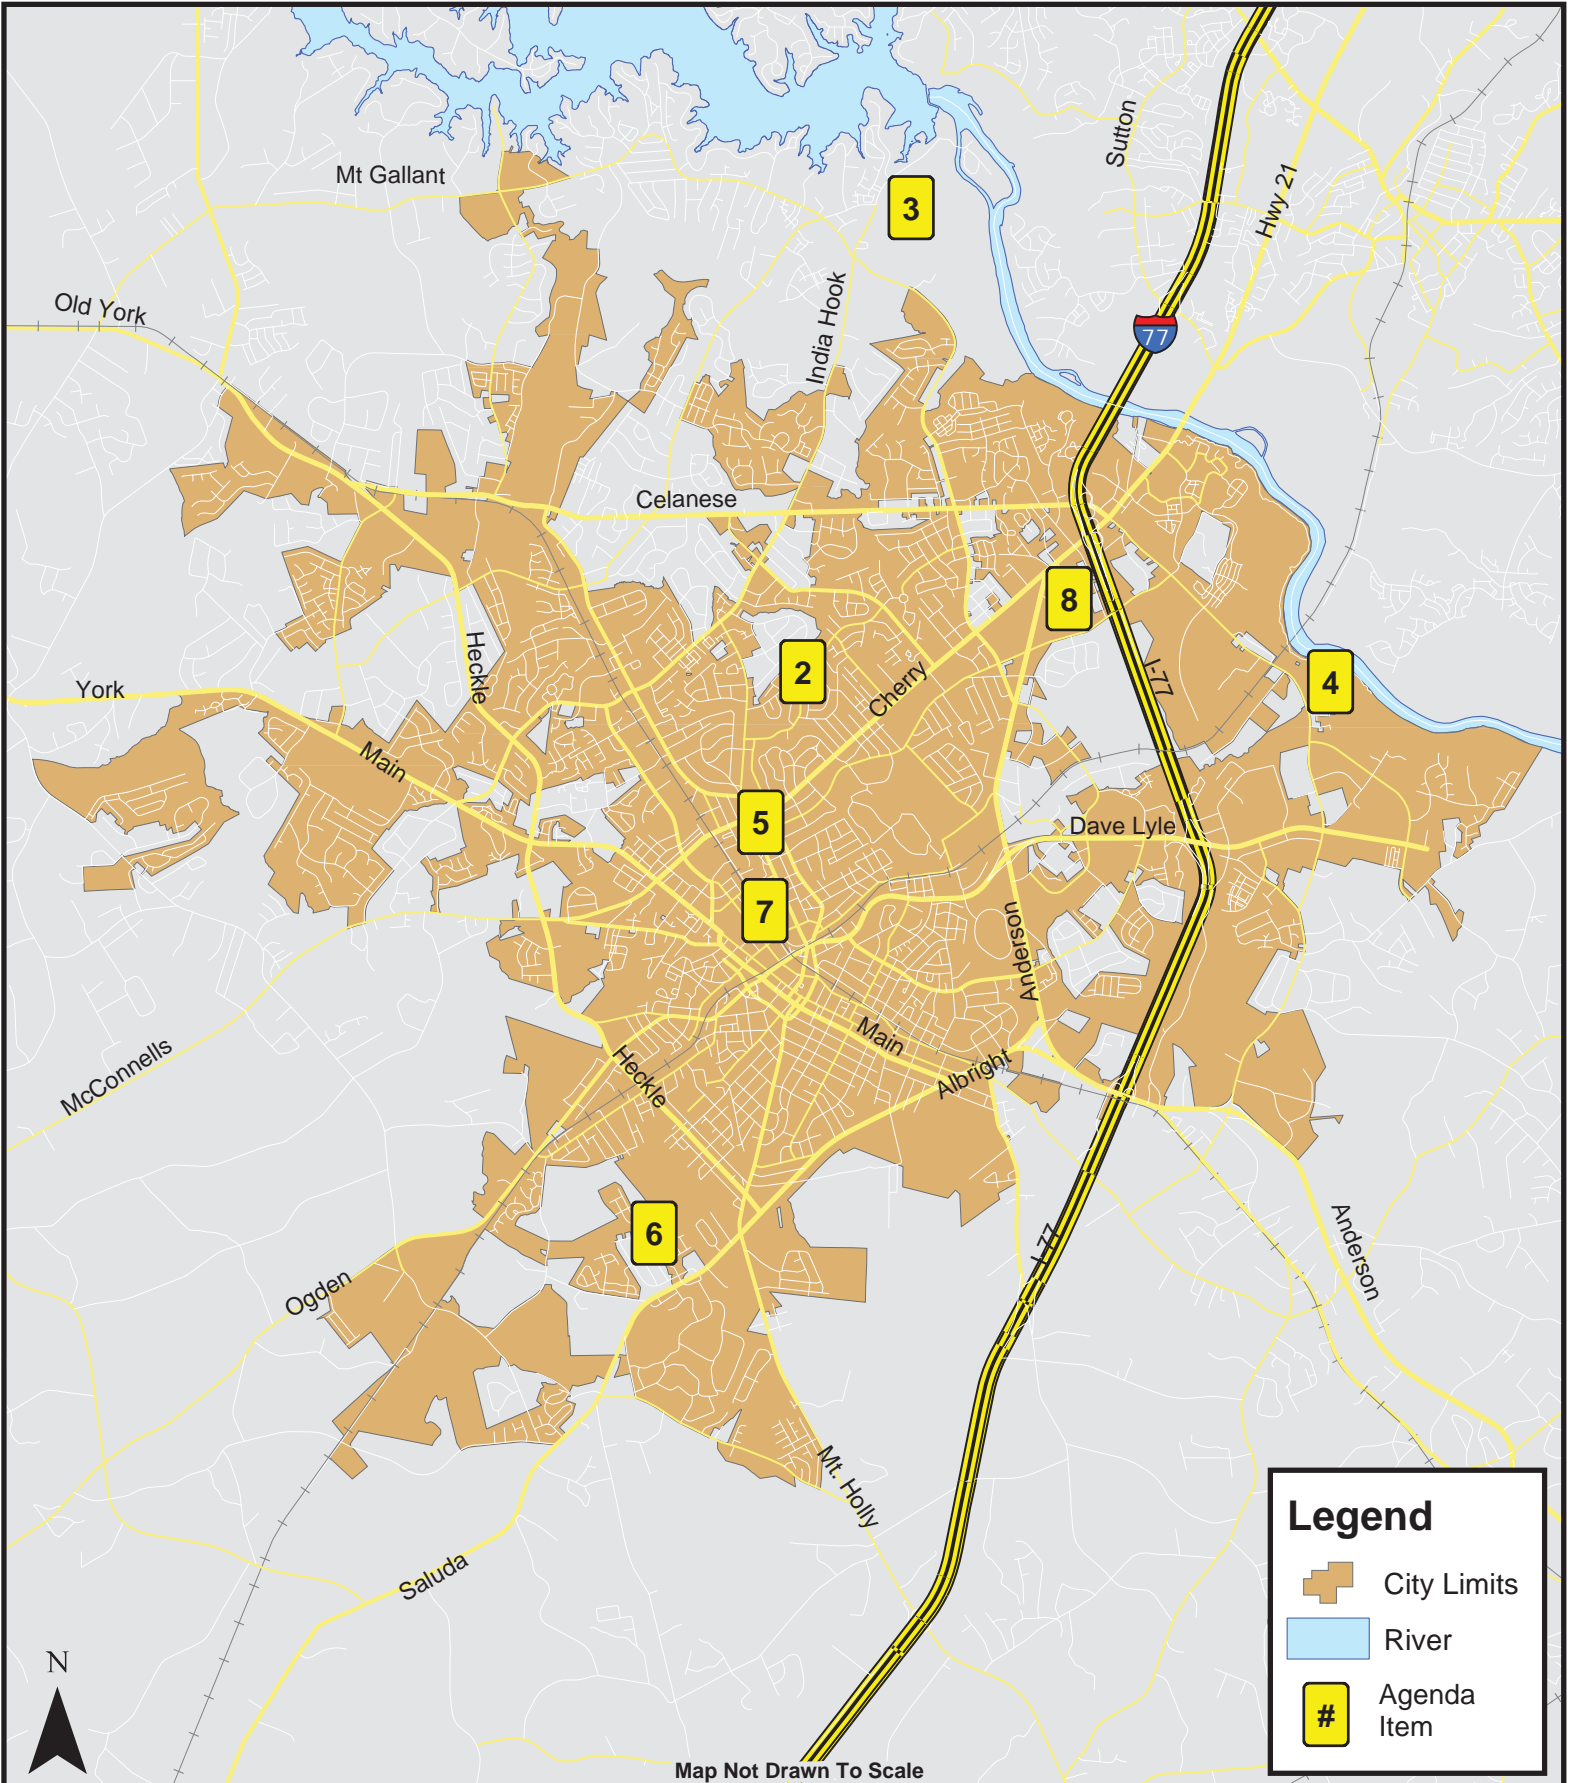 Sutton
Mt Gallant
Hwy 21
3
Old York
India Hook
77
Celanese
8
Heckle
I-77
2
4
York
Cherry
Main
5
Dave Lyle
7
Anderson
Main
McConnells
Heckle
Albright
6
I-77
Anderson
Ogden
Mt. Holly
Saluda
Legend
City Limits
River
#
Agenda
Item
N
Map Not Drawn To Scale